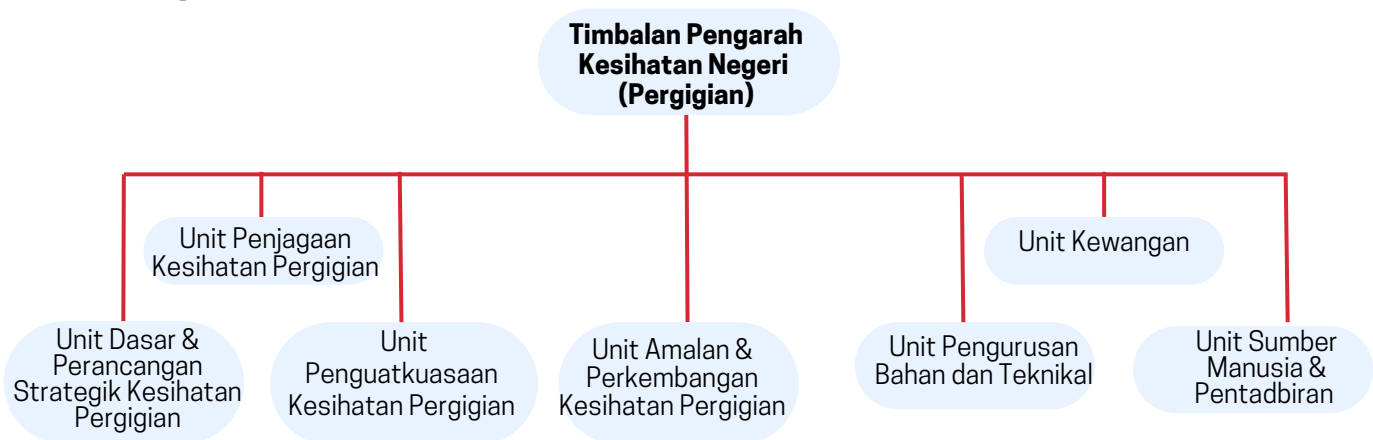 Timbalan Pengarah
Kesihatan Negeri
(Pergigian)
Unit Penjagaan
Kesihatan Pergigian
Unit Kewangan
Unit Dasar &
Perancangan
Strategik Kesihatan
Pergigian
Unit
Penguatkuasaan
Kesihatan Pergigian
Unit Amalan &
Perkembangan
Kesihatan Pergigian
Unit Pengurusan
Bahan dan Teknikal
Unit Sumber
Manusia &
Pentadbiran